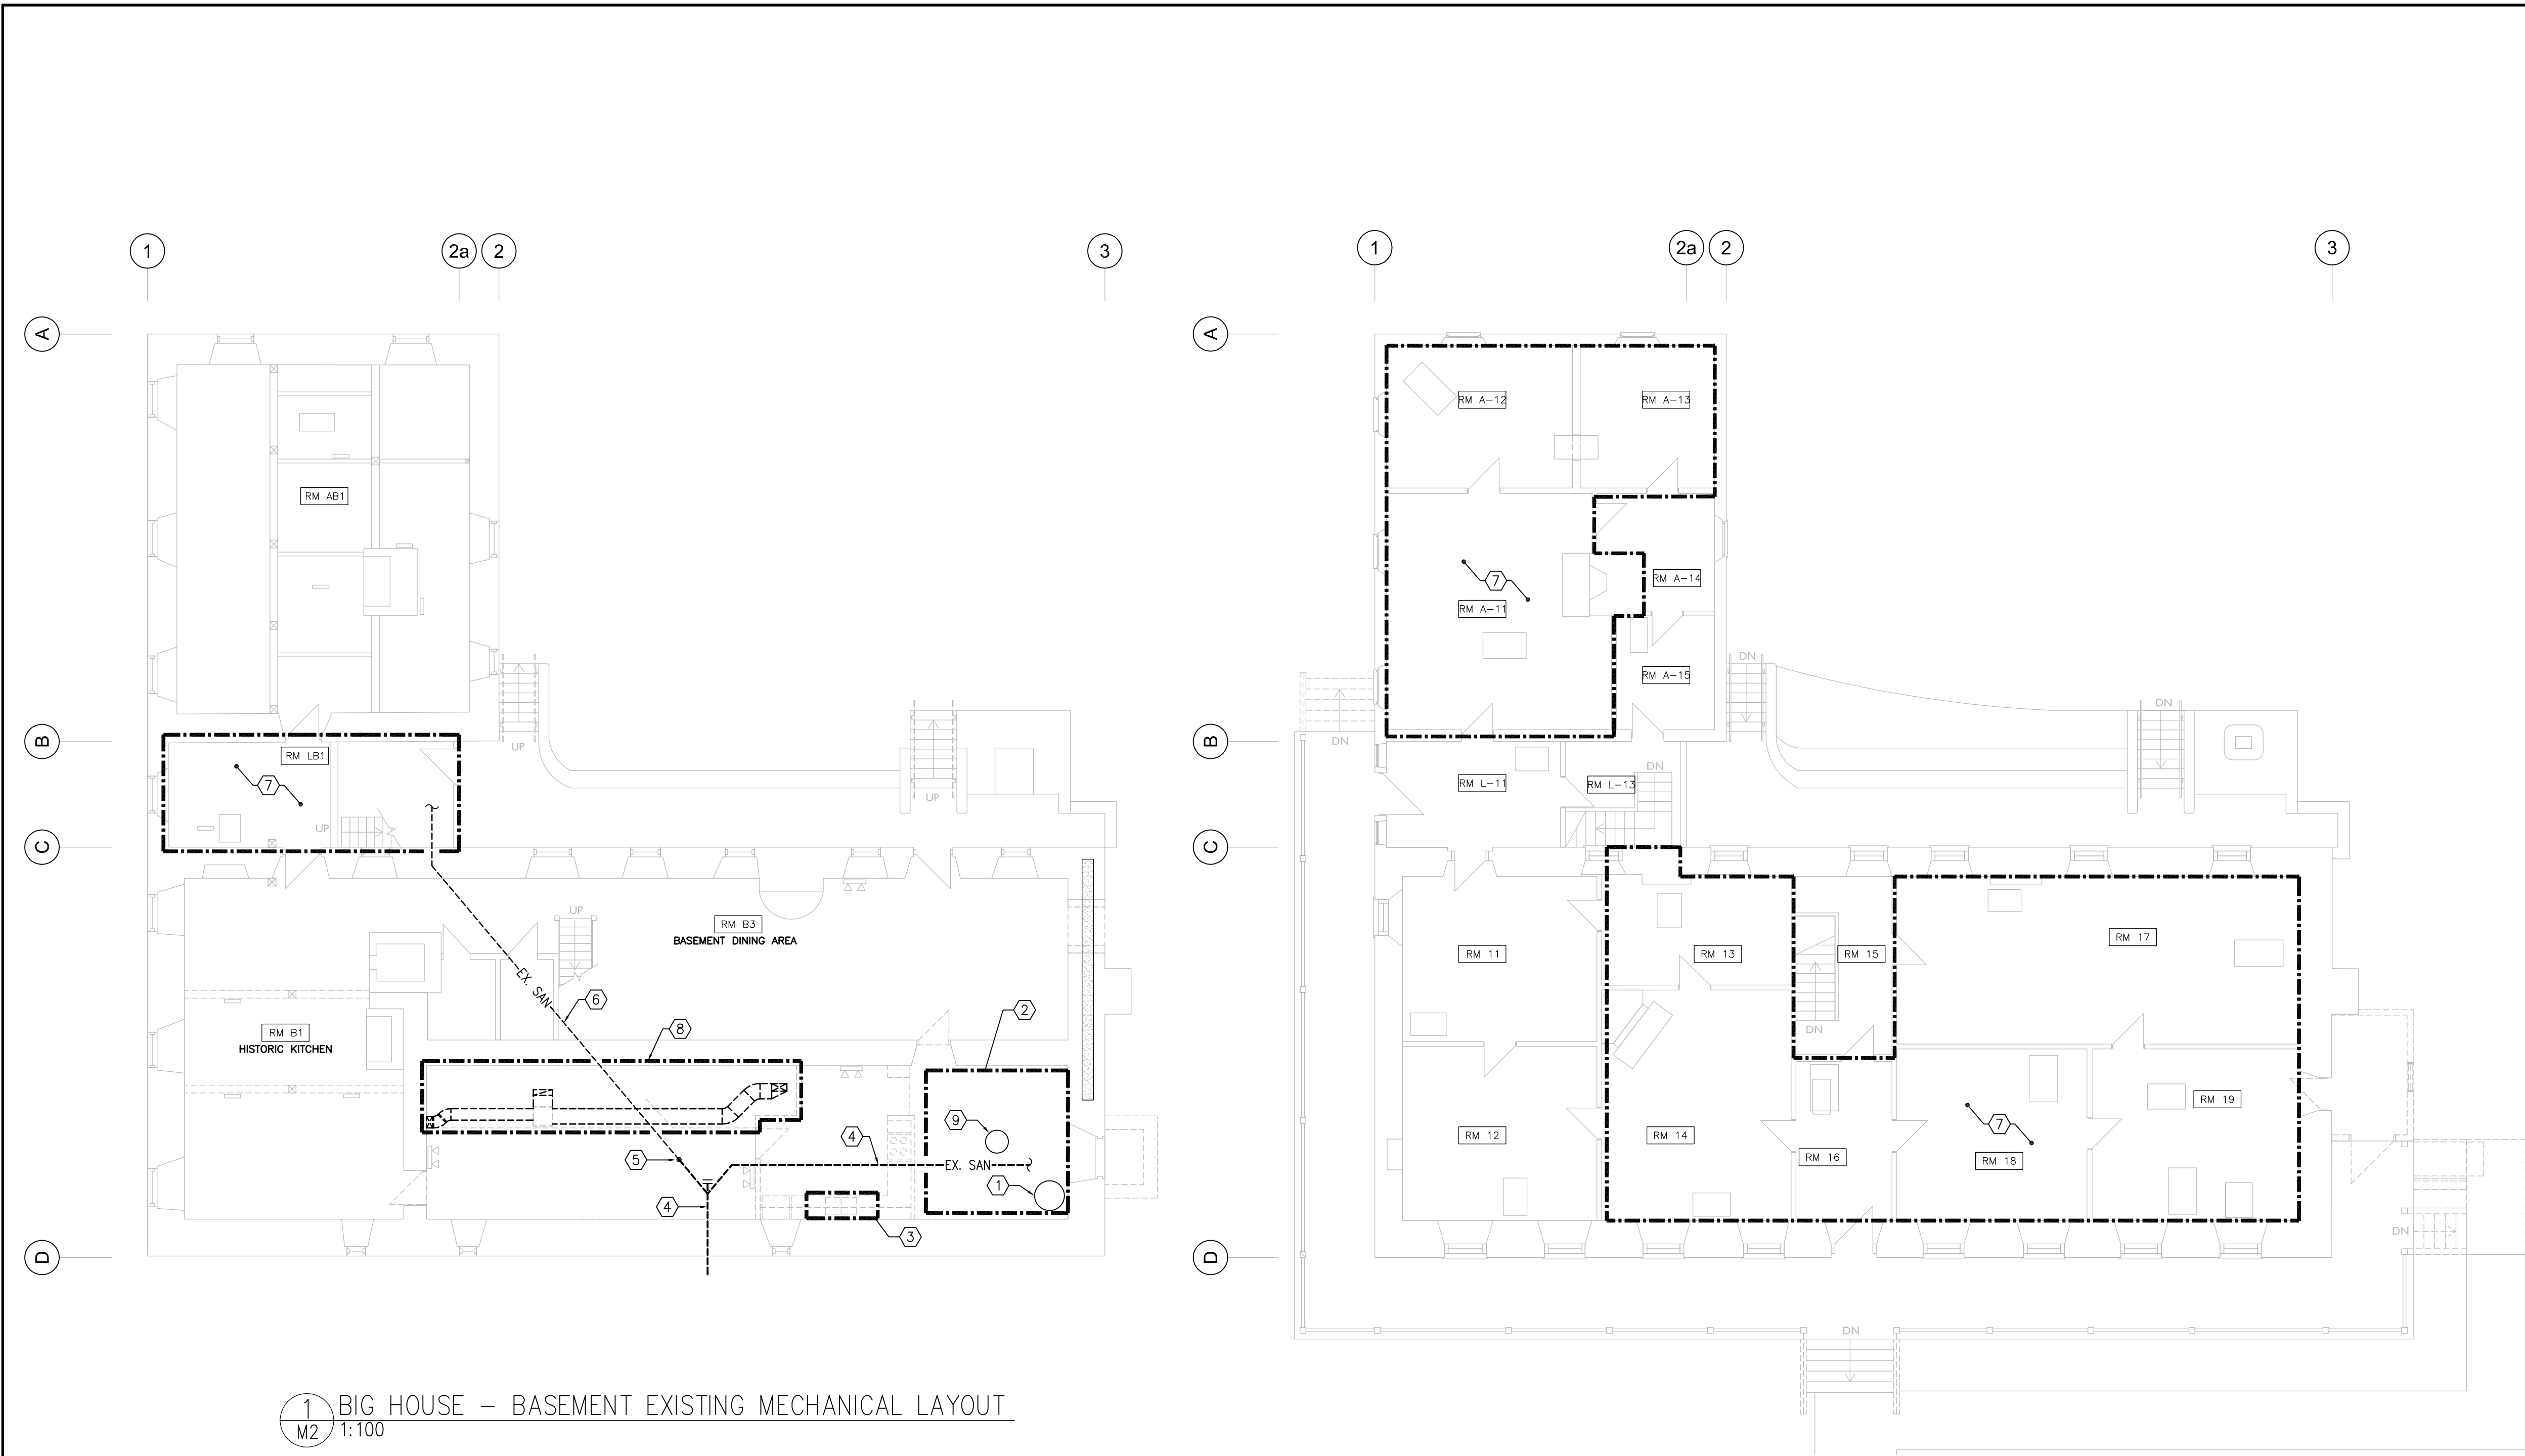 1
2a
2
3
A
B
C
D
RM AB1
UP
UP
RM LB1
7
UP
UP
RM B3
BASEMENT DINING AREA
EX. SAN
6
8
2
RM B1
HISTORIC KITCHEN
9
4
5
EX. SAN
1
4
3
1
M2
BIG HOUSE – BASEMENT EXISTING MECHANICAL LAYOUT
1:100
1
2a
2
3
A
B
C
D
RM A-12
RM A-13
7
RM A-14
RM A-11
DN
RM A-15
DN
DN
DN
RM L-11
RM L-13
RM 11
RM 13
RM 15
RM 17
DN
RM 19
7
RM 12
RM 14
RM 16
RM 18
DN
DN